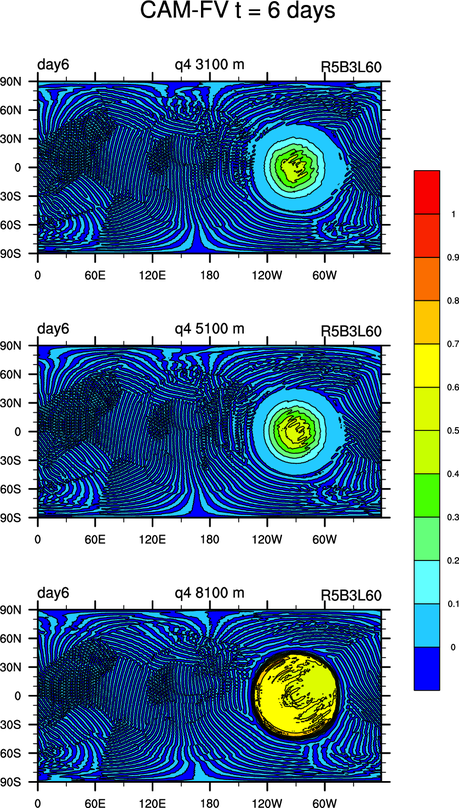 CAM-FV t = 6 days
day6 q4 3100 m R5B3L60
90N
60N
30N
0
30S
60S
90S
0 60E 120E 180 120W 60W
day6 q4 5100 m R5B3L60
90N
60N
30N
0
30S
60S
90S
0 60E 120E 180 120W 60W
day6 q4 8100 m R5B3L60
90N
60N
30N
0
30S
60S
90S
0 60E 120E 180 120W 60W
1
0.9
0.8
0.7
0.6
0.5
0.4
0.3
0.2
0.1
0